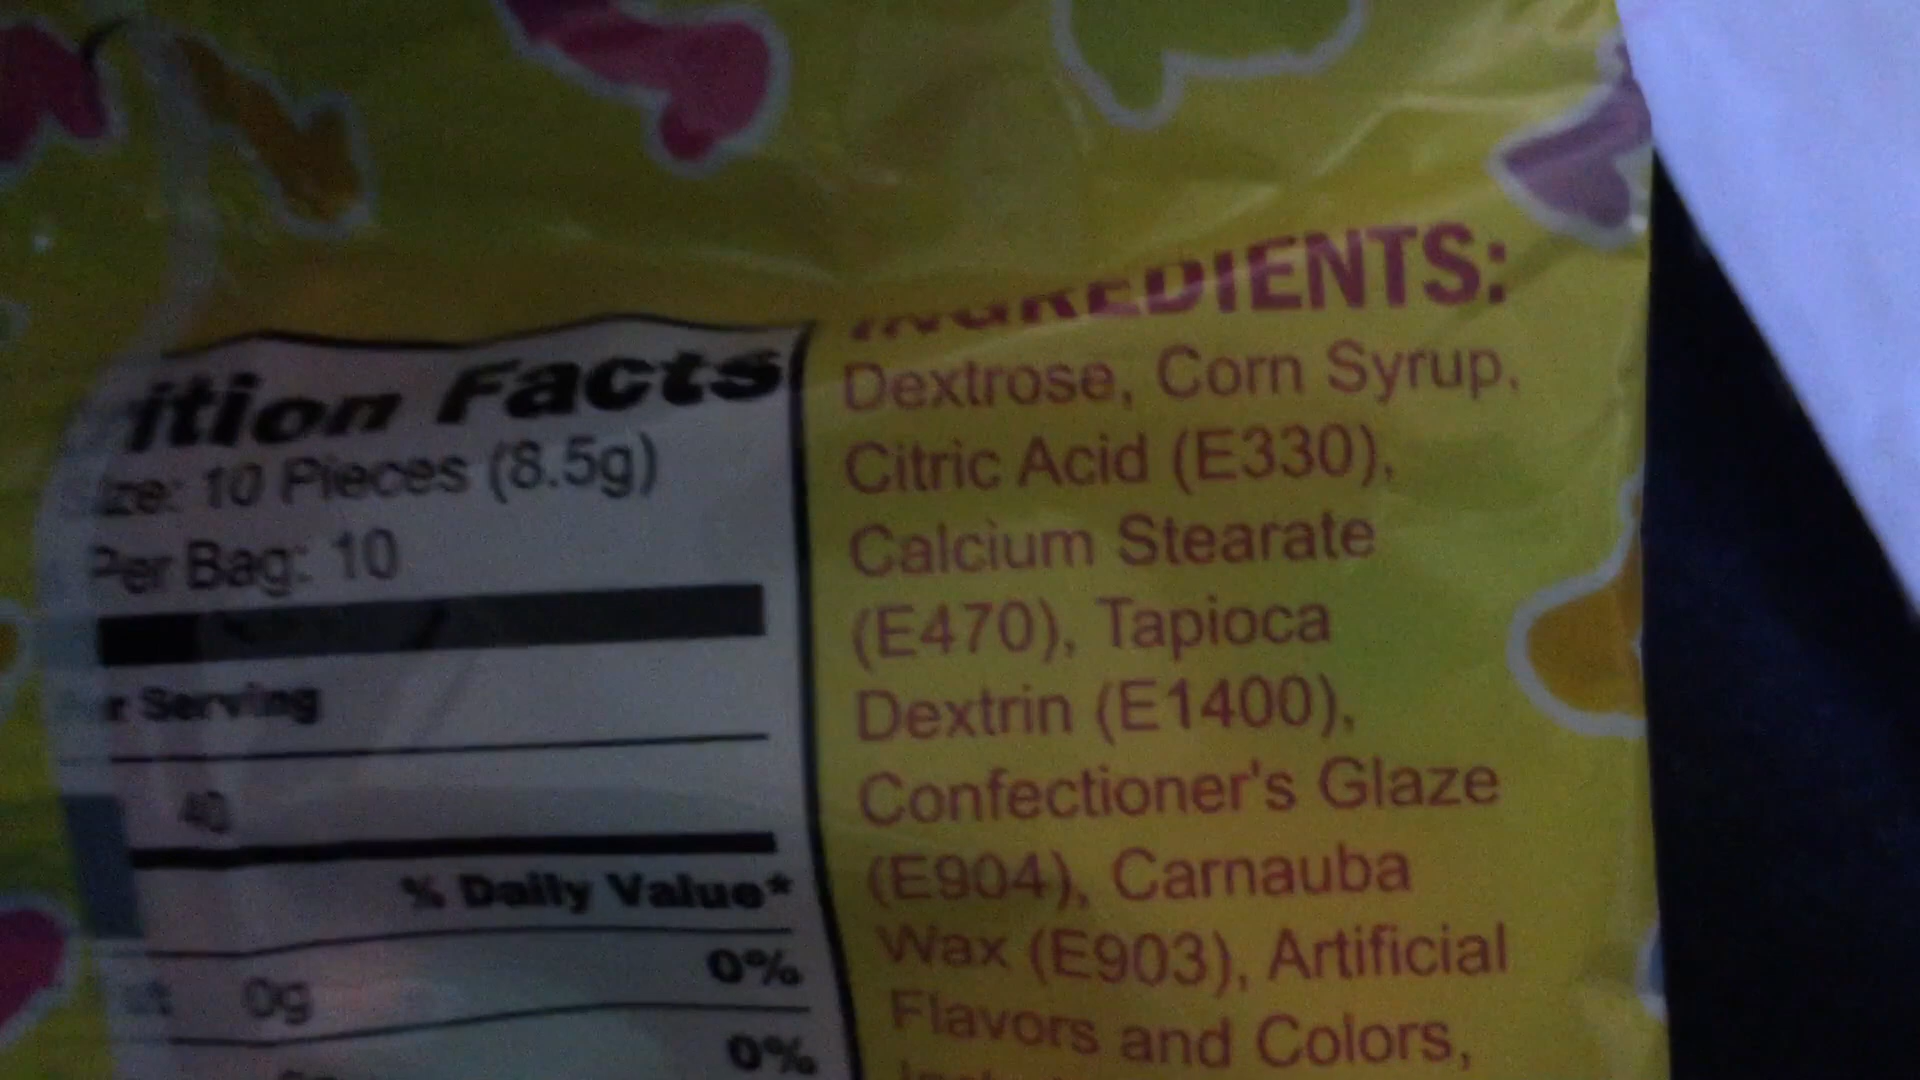 ition Facts
ize: 10 Pieces (8.5g)
Per Bag: 10
r Serving
40
% Daily Value*
0%
0g
0%
INGREDIENTS:
Dextrose, Corn Syrup,
Citric Acid (E330),
Calcium Stearate
(E470), Tapioca
Dextrin (E1400),
Confectioner's Glaze
(E904), Carnauba
Wax (E903), Artificial
Flavors and Colors,